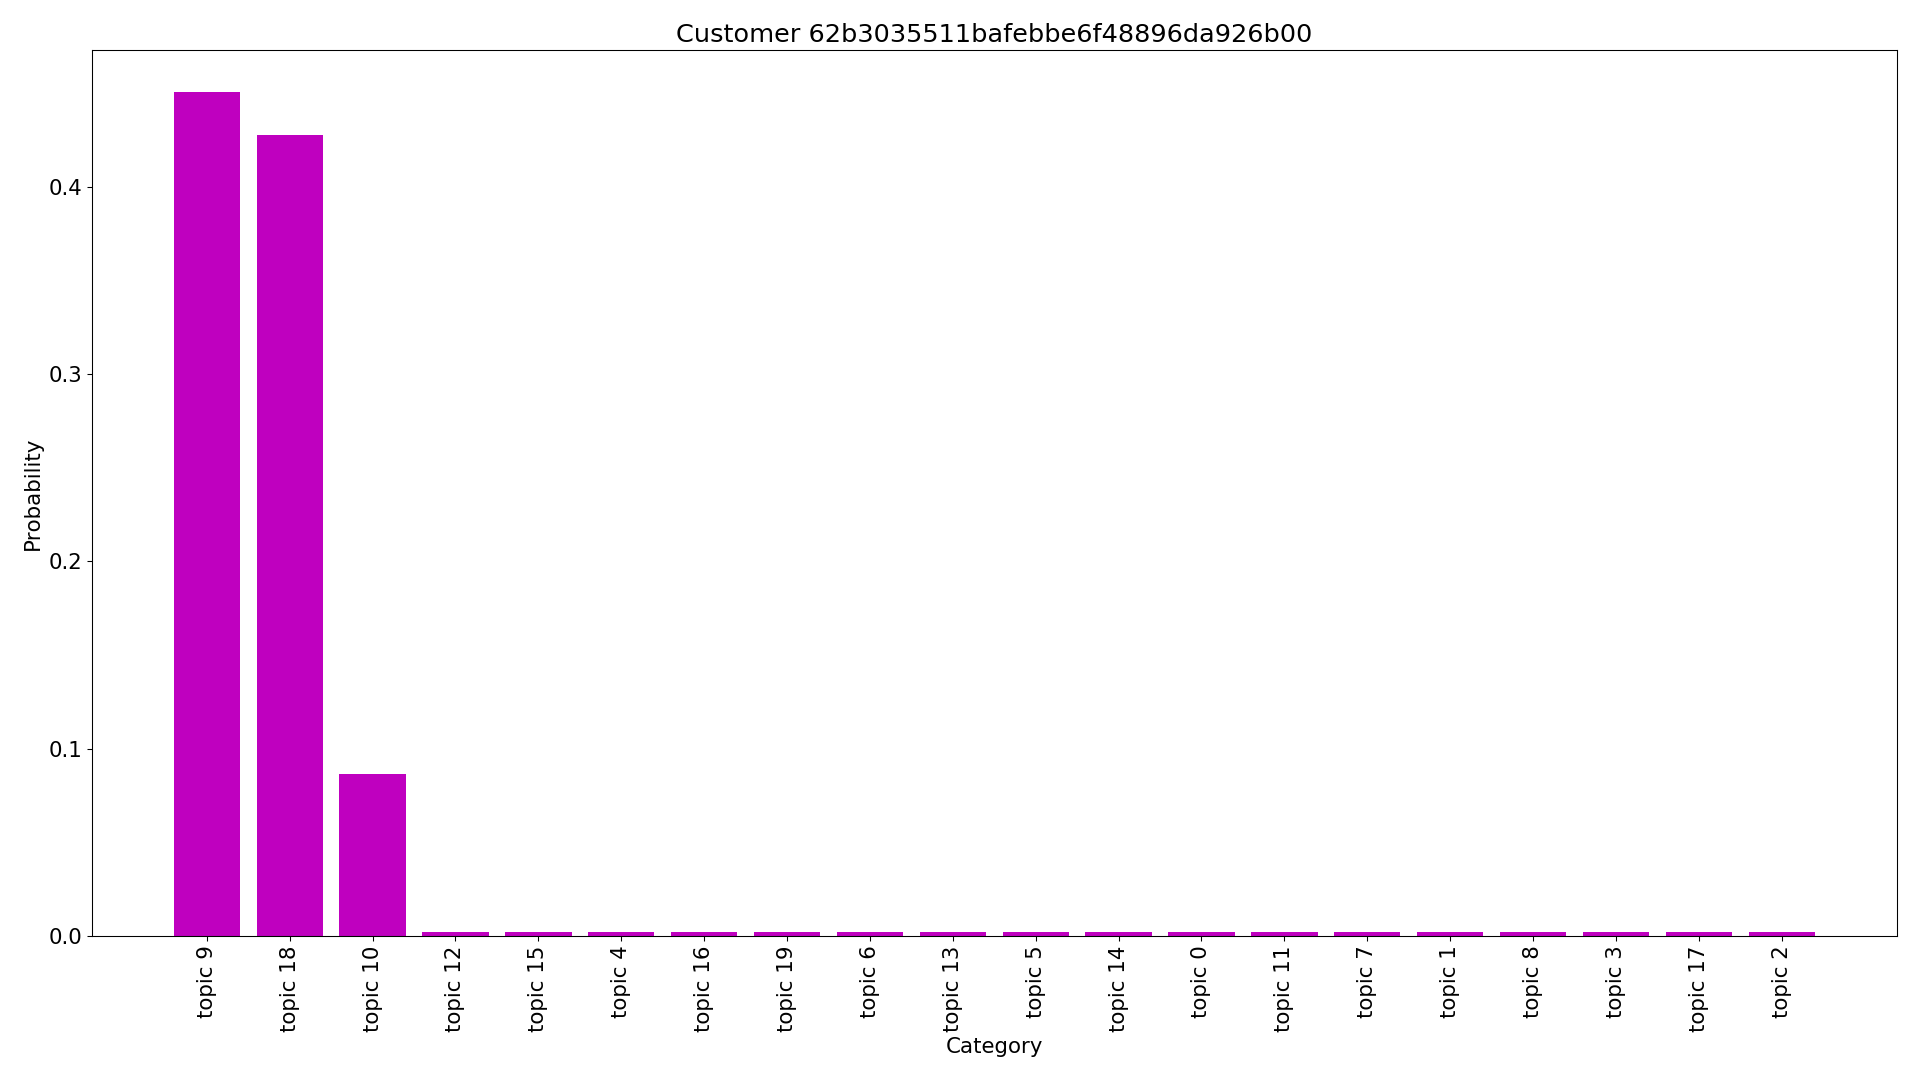 Customer 62b3035511bafebbe6f48896da926b00
Probability
0.4
0.3
0.2
0.1
0.0
topic 9
topic 18
topic 10
topic 12
topic 15
topic 4
topic 16
topic 19
topic 6
topic 13
topic 5
topic 14
topic 0
topic 11
topic 7
topic 1
topic 8
topic 3
topic 17
topic 2
Category